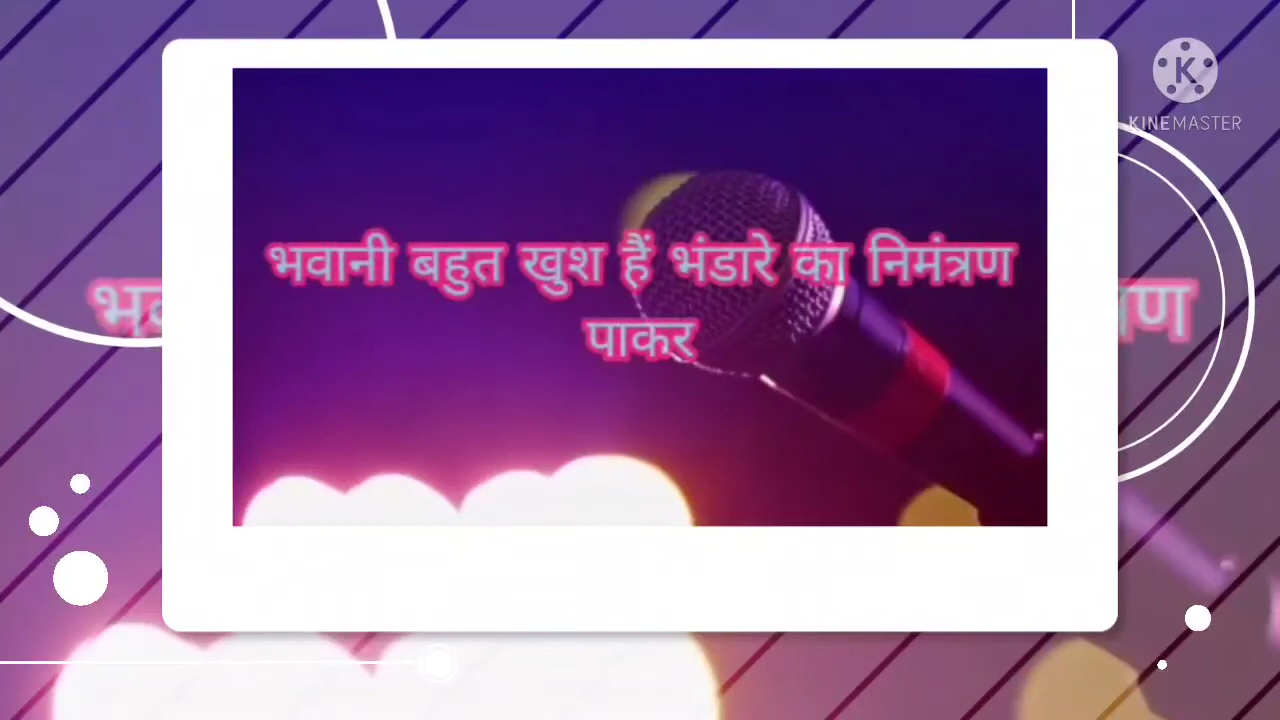 KINEMASTER
भवानी बहुत खुश हैं भंडारे का निमंत्रण
पाकर